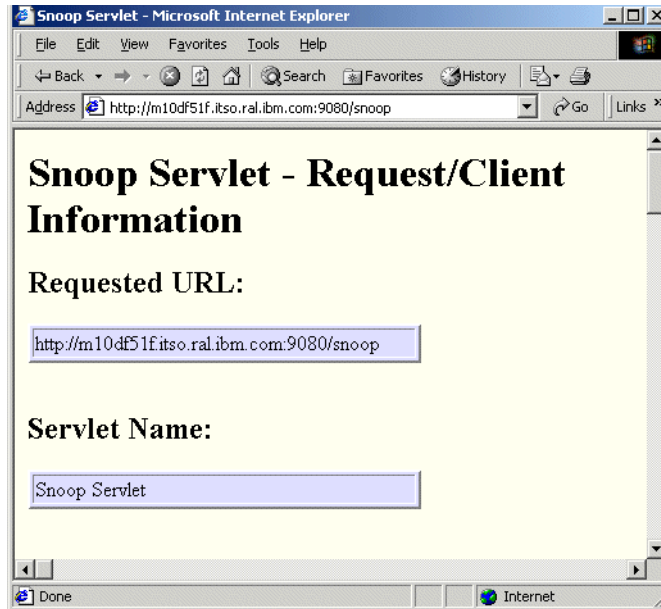 Snoop Servlet - Microsoft Internet Explorer
File Edit View Favorites Tools Help
Back Search Favorites History
Address http://m10df51f.itso.ral.ibm.com:9080/snoop Go Links »
Snoop Servlet - Request/Client
Information
Requested URL:
http://m10df51f.itso.ral.ibm.com:9080/snoop
Servlet Name:
Snoop Servlet
Done Internet